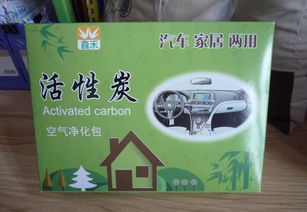 鑫禾
汽车 家居 两用
活性炭
Activated carbon
空气净化包